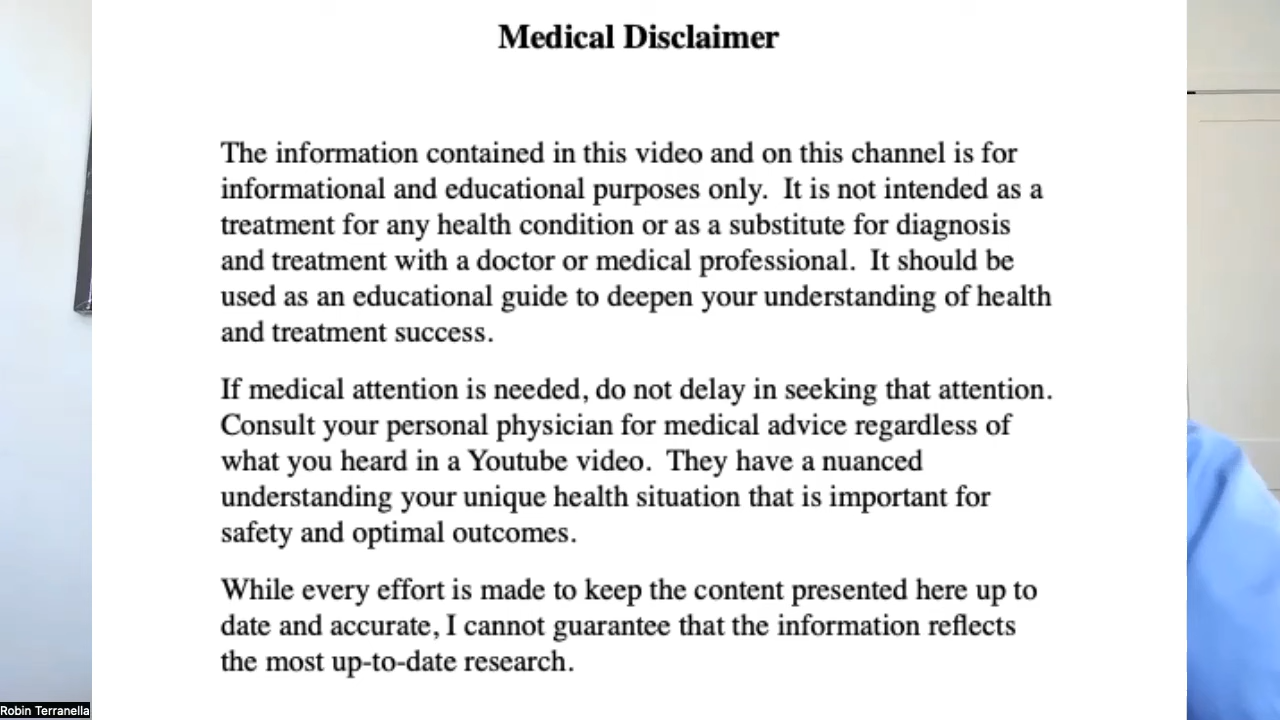 Medical Disclaimer
The information contained in this video and on this channel is for
informational and educational purposes only. It is not intended as a
treatment for any health condition or as a substitute for diagnosis
and treatment with a doctor or medical professional. It should be
used as an educational guide to deepen your understanding of health
and treatment success.
If medical attention is needed, do not delay in seeking that attention.
Consult your personal physician for medical advice regardless of
what you heard in a Youtube video. They have a nuanced
understanding your unique health situation that is important for
safety and optimal outcomes.
While every effort is made to keep the content presented here up to
date and accurate, I cannot guarantee that the information reflects
the most up-to-date research.
Robin Terranella